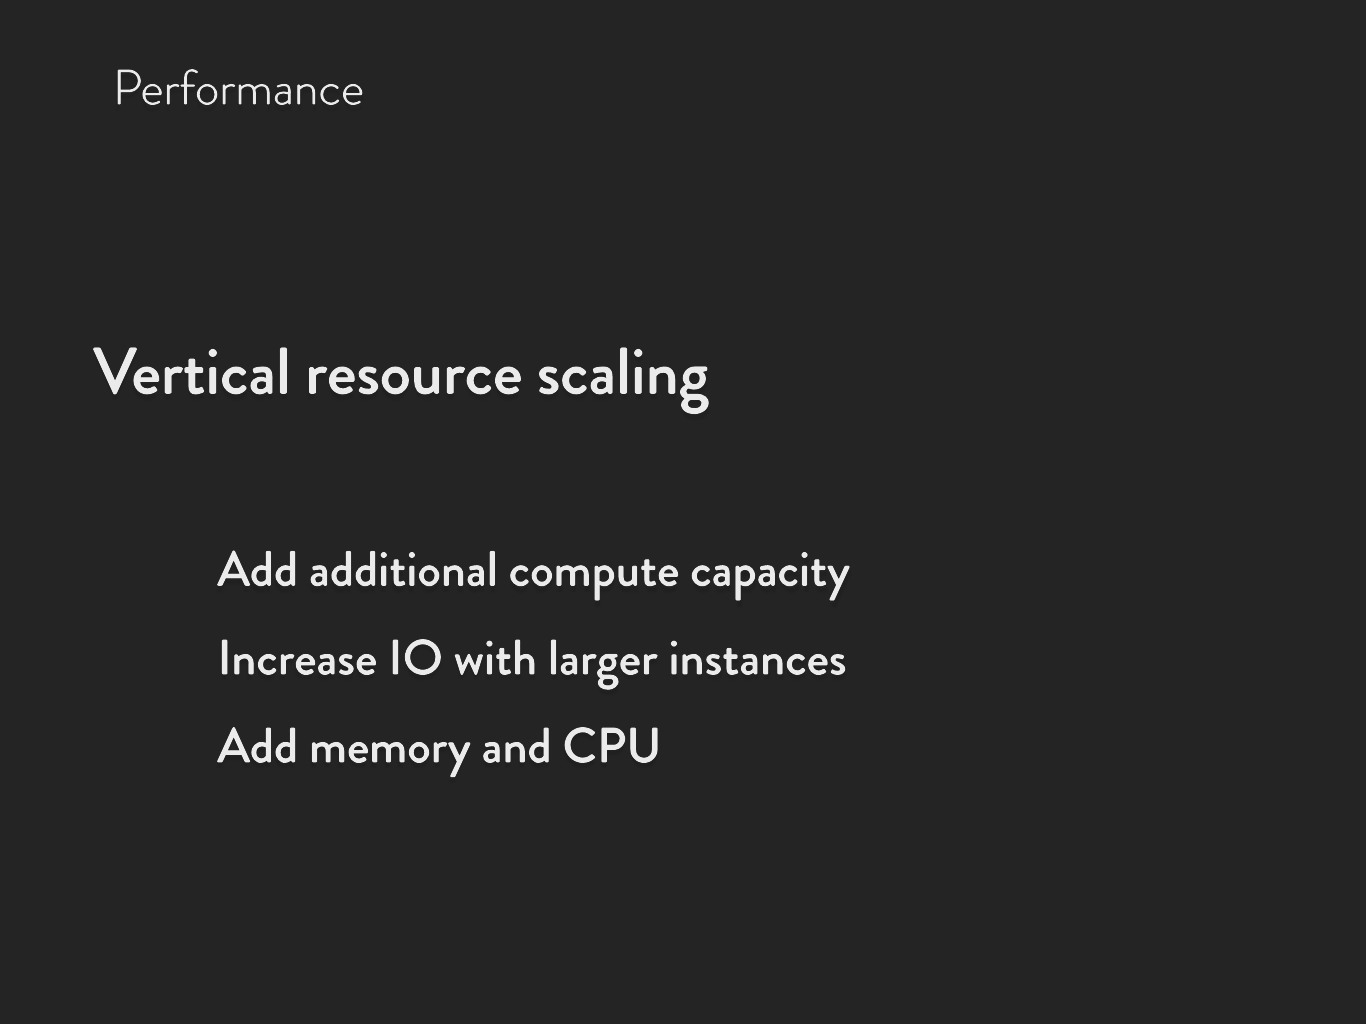 Performance
Vertical resource scaling
Add additional compute capacity
Increase IO with larger instances
Add memory and CPU